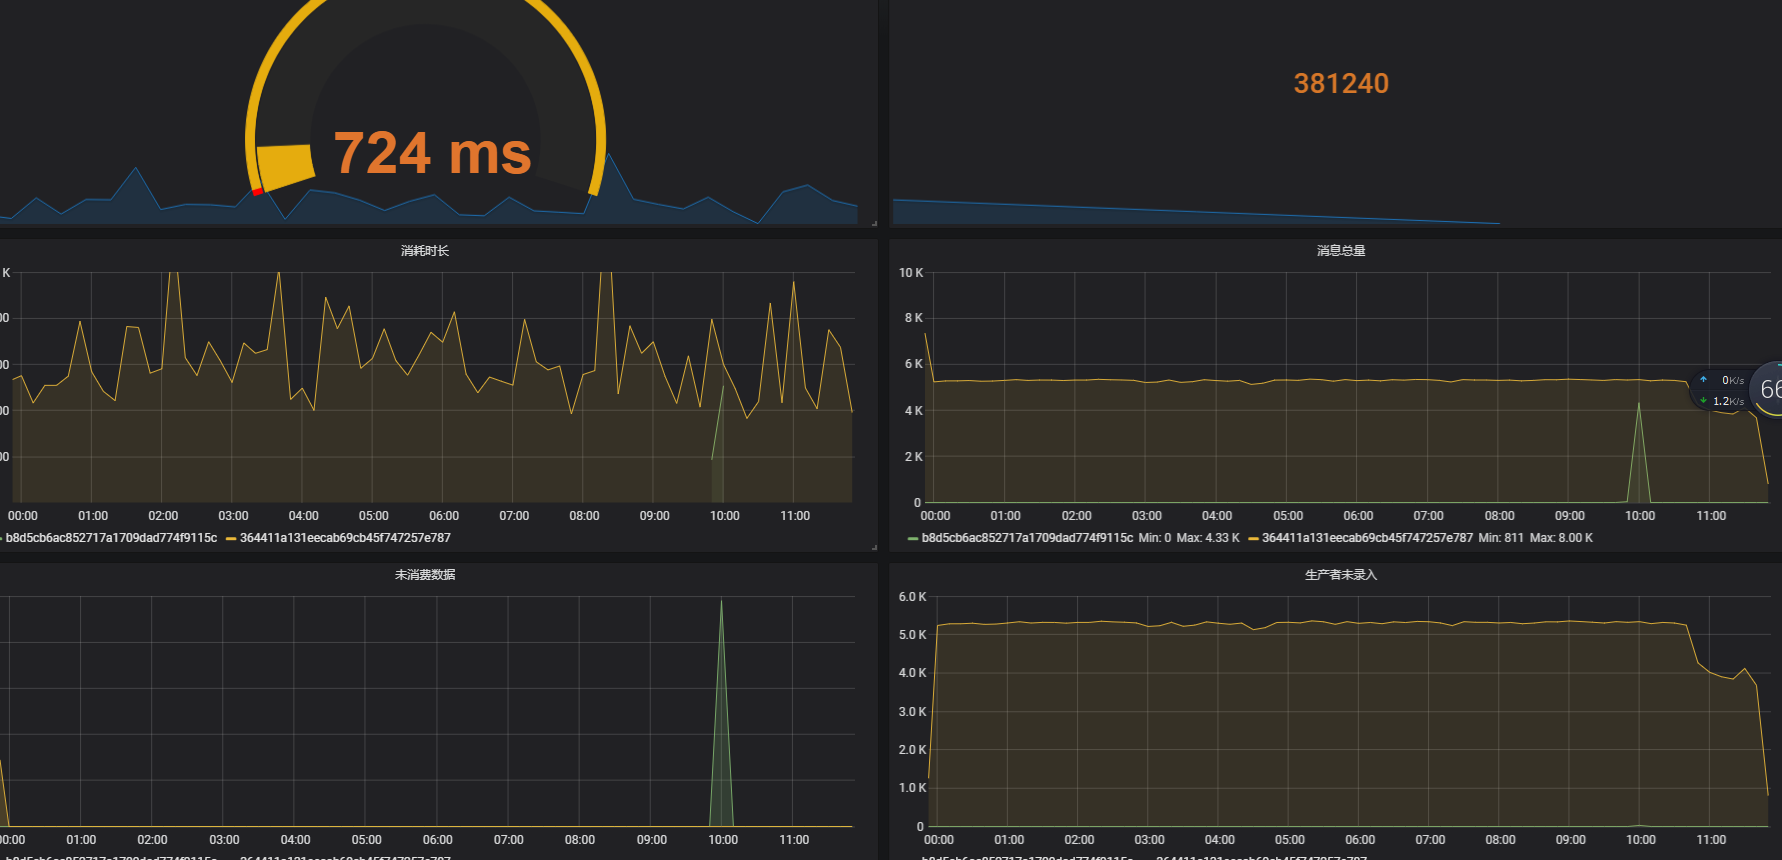 724 ms
381240
消耗时长
K
00
00
00
00
00:00 01:00 02:00 03:00 04:00 05:00 06:00 07:00 08:00 09:00 10:00 11:00
b8d5cb6ac852717a1709dad774f9115c 364411a131eecab69cb45f747257e787
消息总量
10 K
8 K
6 K
4 K
2 K
0
00:00 01:00 02:00 03:00 04:00 05:00 06:00 07:00 08:00 09:00 10:00 11:00
b8d5cb6ac852717a1709dad774f9115c Min: 0 Max: 4.33 K 364411a131eecab69cb45f747257e787 Min: 811 Max: 8.00 K
0K/s
1.2K/s
66
未消费数据
00:00 01:00 02:00 03:00 04:00 05:00 06:00 07:00 08:00 09:00 10:00 11:00
b8d5cb6ac852717a1709dad774f9115c 364411a131eecab69cb45f747257e787
生产者未录入
6.0 K
5.0 K
4.0 K
3.0 K
2.0 K
1.0 K
0
00:00 01:00 02:00 03:00 04:00 05:00 06:00 07:00 08:00 09:00 10:00 11:00
b8d5cb6ac852717a1709dad774f9115c 364411a131eecab69cb45f747257e787